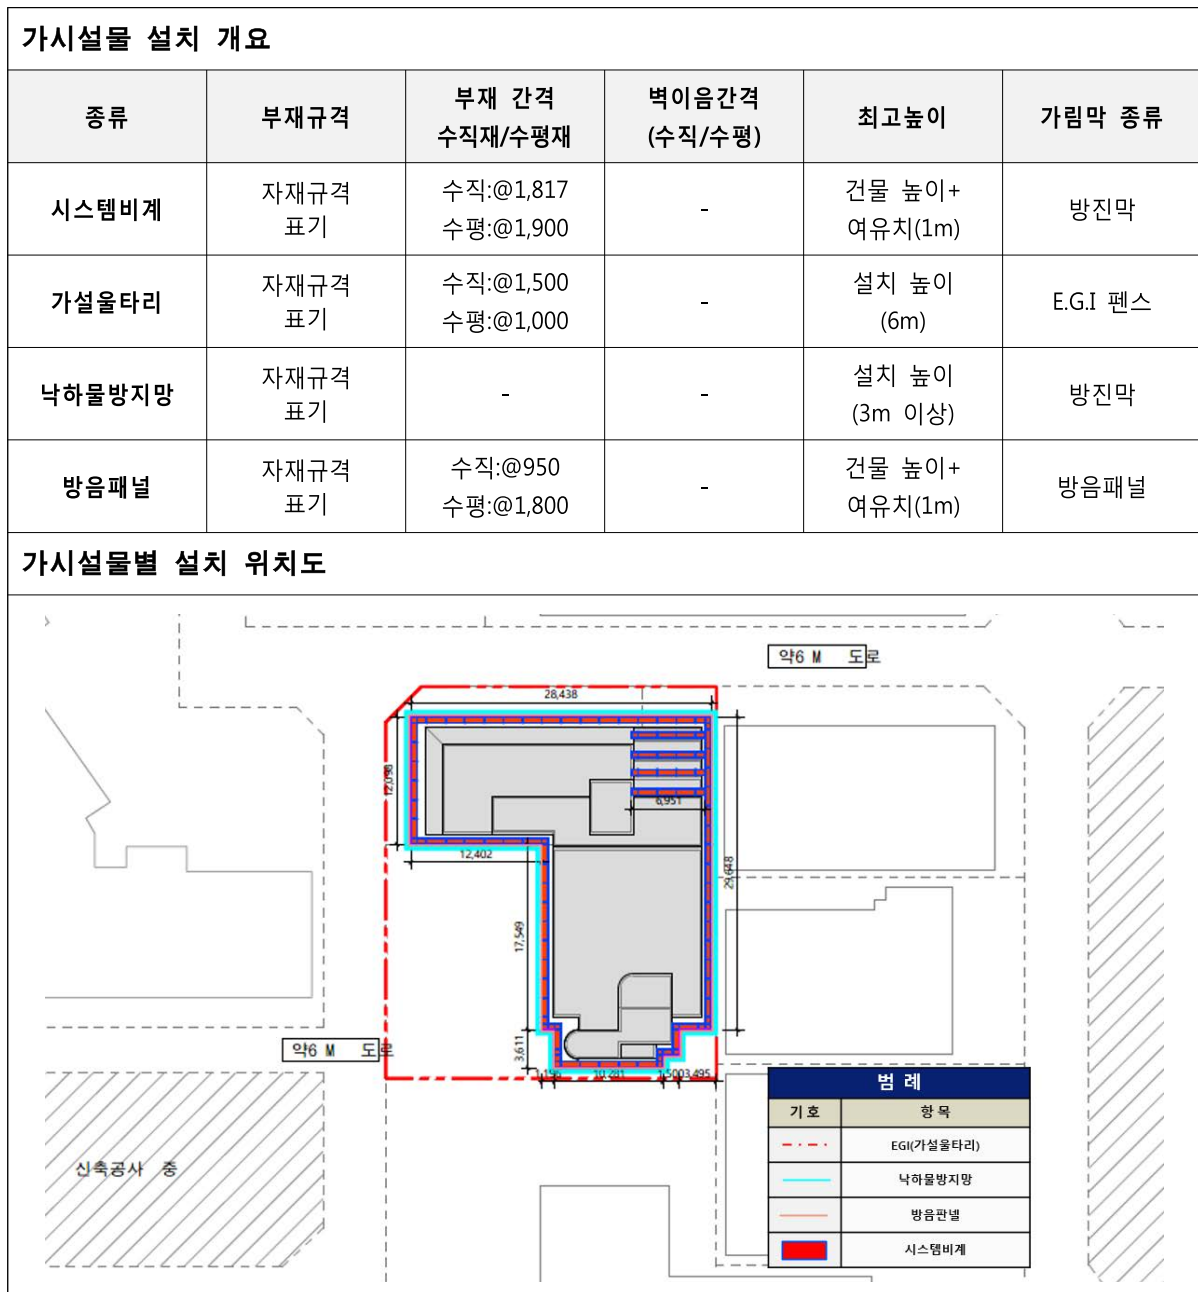 가시설물 설치 개요
종류
부재규격
부재 간격
수직재/수평재
벽이음간격
(수직/수평)
최고높이
가림막 종류
시스템비계
자재규격
표기
수직:@1,817
수평:@1,900
-
건물 높이+
여유치(1m)
방진막
가설울타리
자재규격
표기
수직:@1,500
수평:@1,000
-
설치 높이
(6m)
E.G.I 펜스
낙하물방지망
자재규격
표기
-
-
설치 높이
(3m 이상)
방진막
방음패널
자재규격
표기
수직:@950
수평:@1,800
-
건물 높이+
여유치(1m)
방음패널
가시설물별 설치 위치도
약6 M 도로
28,438
12,098
6,951
12,402
29,648
17,549
약6 M 도로
3,611
1,196
10,281
1,500
3,495
신축공사 중
범 례
기 호
항 목
EGI(가설울타리)
낙하물방지망
방음판넬
시스템비계